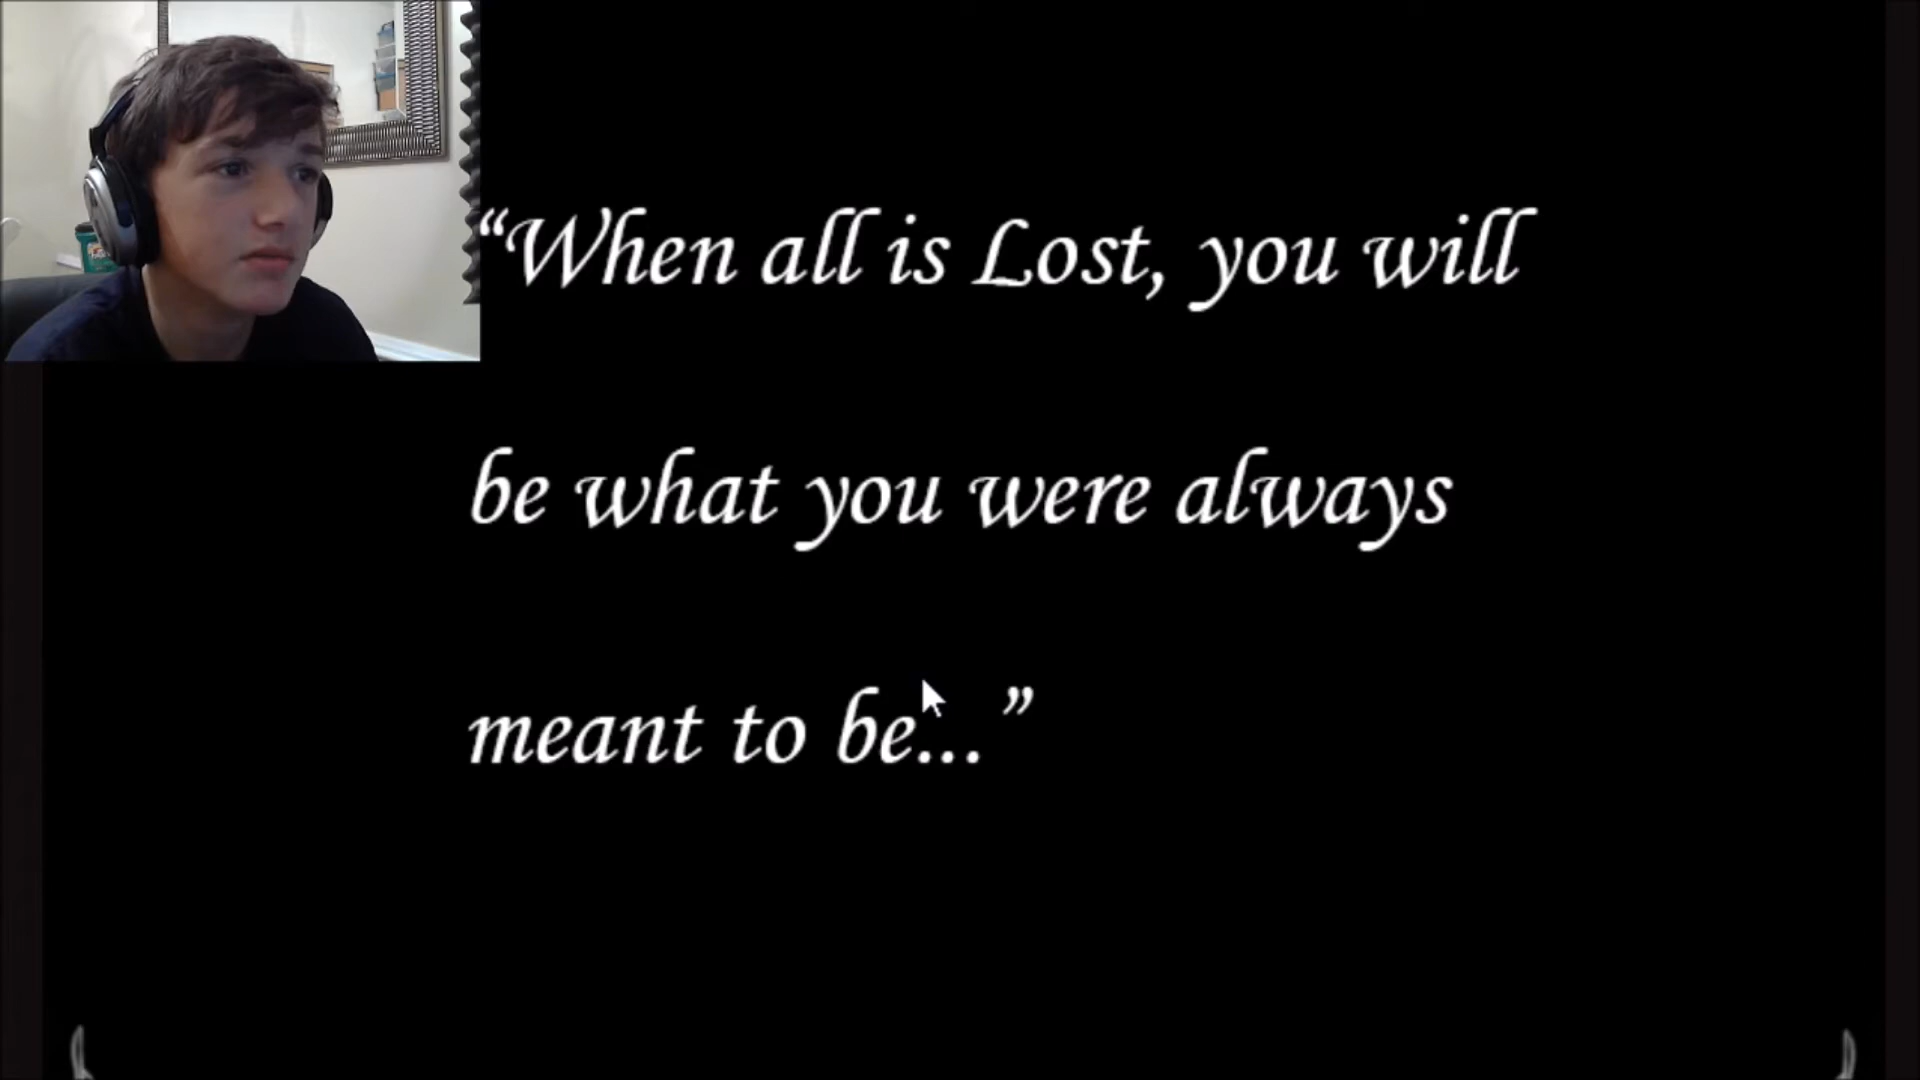 “When all is Lost, you will
be what you were always
meant to be...”